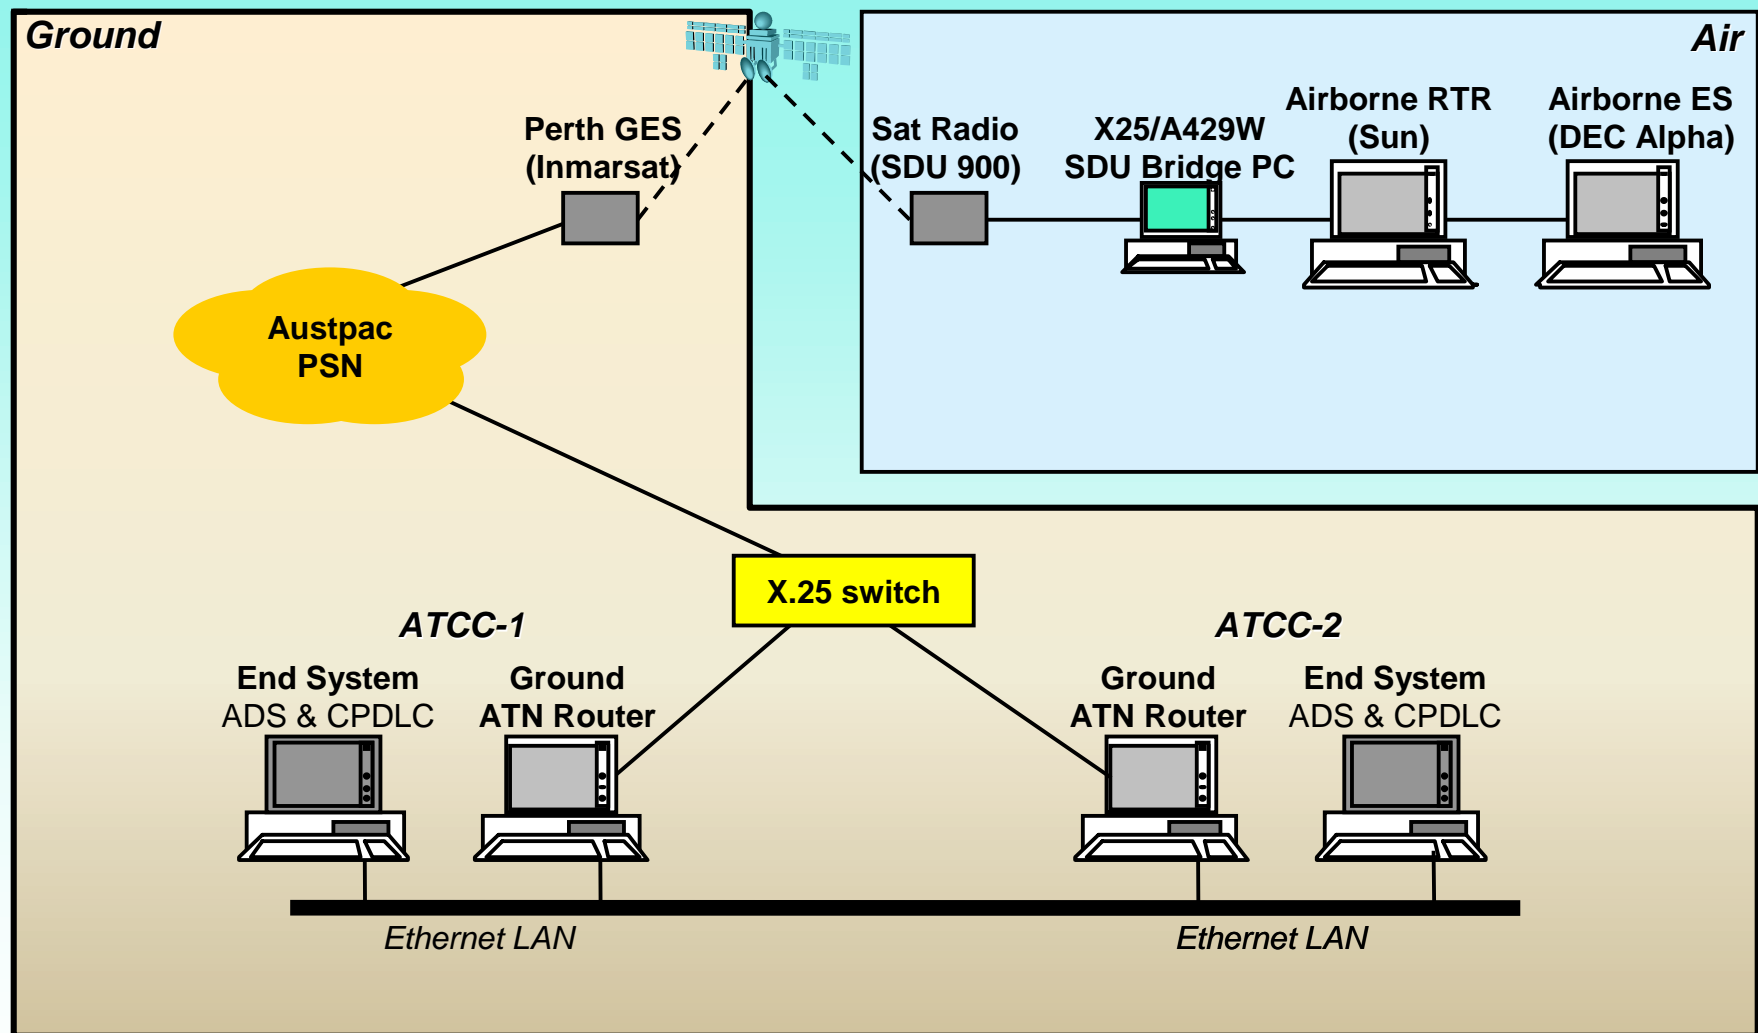 Ground
Air
Perth GES
(Inmarsat)
Sat Radio
(SDU 900)
X25/A429W
SDU Bridge PC
Airborne RTR
(Sun)
Airborne ES
(DEC Alpha)
Austpac
PSN
X.25 switch
ATCC-1
ATCC-2
End System
ADS & CPDLC
Ground
ATN Router
Ground
ATN Router
End System
ADS & CPDLC
Ethernet LAN
Ethernet LAN